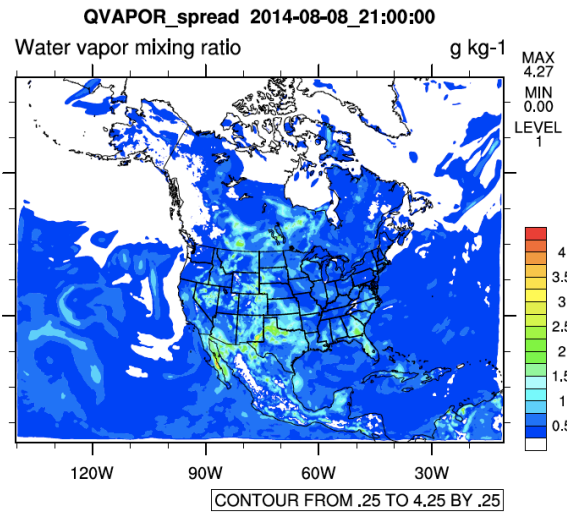 QVAPOR_spread 2014-08-08_21:00:00
Water vapor mixing ratio g kg-1
MAX
4.27
MIN
0.00
LEVEL
1
4
3.5
3
2.5
2
1.5
1
0.5
120W 90W 60W 30W
CONTOUR FROM .25 TO 4.25 BY .25